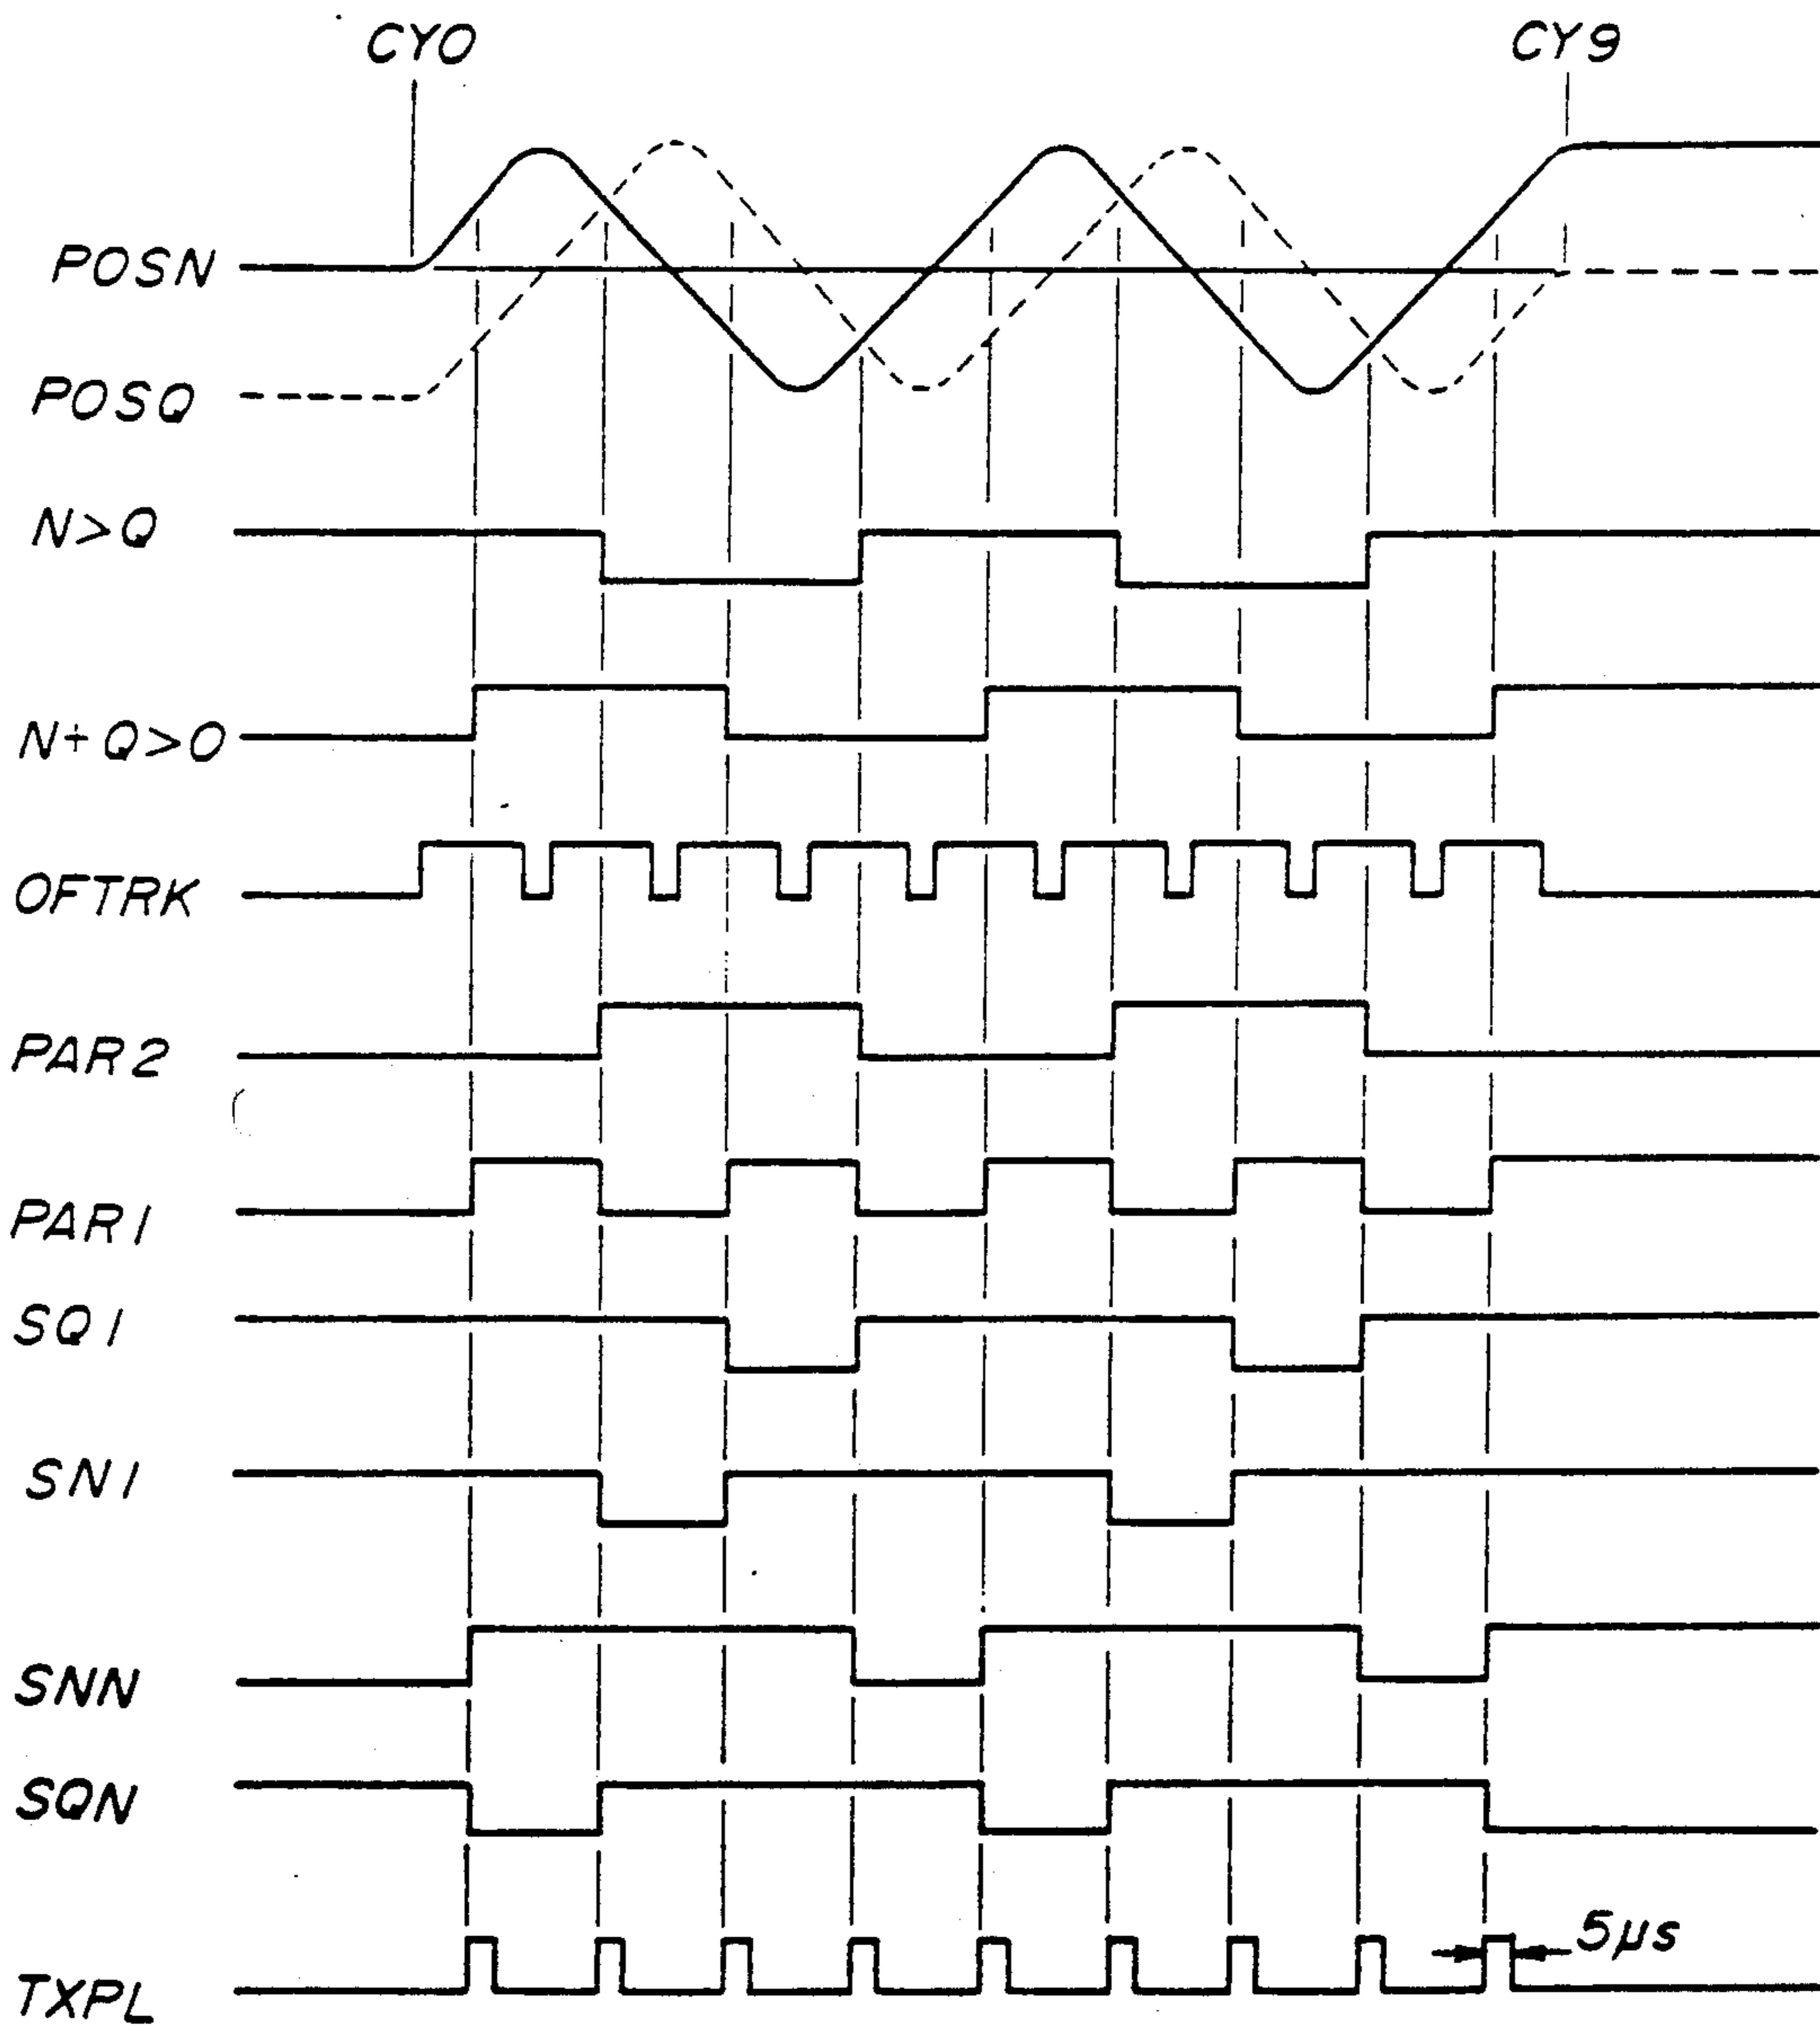 CY0 CY9
POSN
POSQ
N>Q
N+Q>0
OFTRK
PAR2
PAR1
SQ1
SN1
SNN
SQN
5µs
TXPL